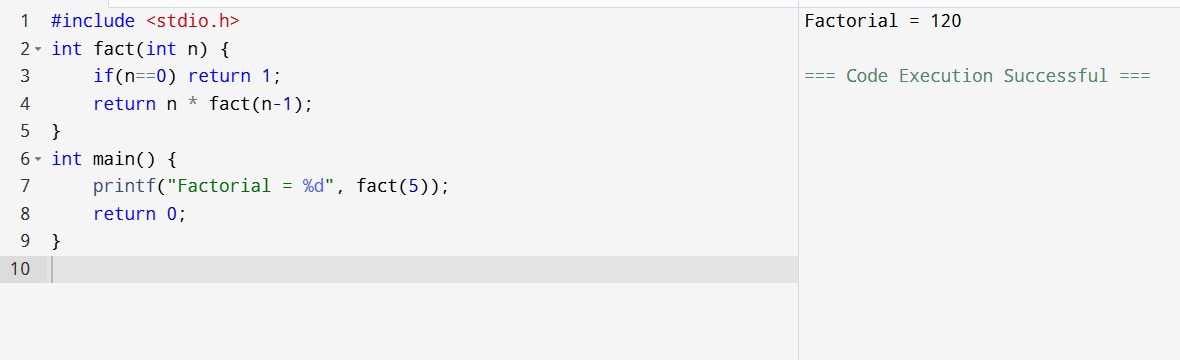 1 #include <stdio.h>
2 int fact(int n) {
3     if(n==0) return 1;
4     return n * fact(n-1);
5 }
6 int main() {
7     printf("Factorial = %d", fact(5));
8     return 0;
9 }
10
Factorial = 120
=== Code Execution Successful ===